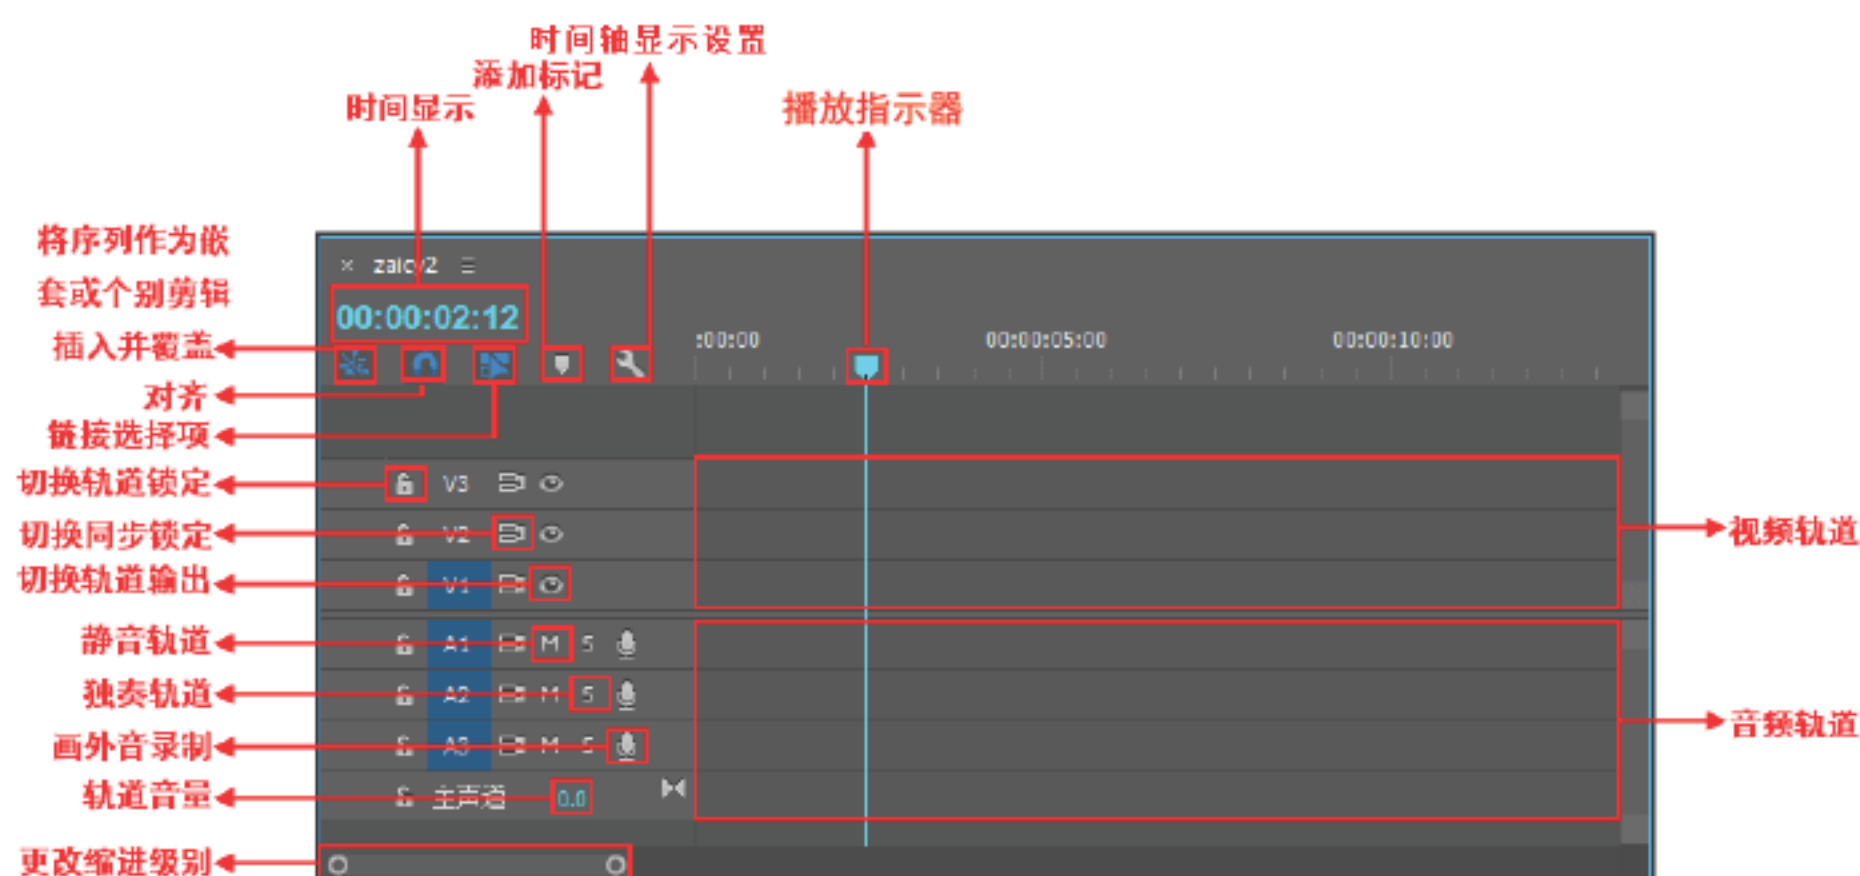 时间轴显示设置
添加标记
时间显示
播放指示器
将序列作为嵌
套或个别剪辑
插入并覆盖
对齐
链接选择项
切换轨道锁定
切换同步锁定
切换轨道输出
静音轨道
独奏轨道
画外音录制
轨道音量
更改缩进级别
× zaicy2 ☰
00:00:02:12
:00:00 00:00:05:00 00:00:10:00
V3
V2
V1
A1 M S
A2 M S
A3 M S
主声道 0.0
视频轨道
音频轨道